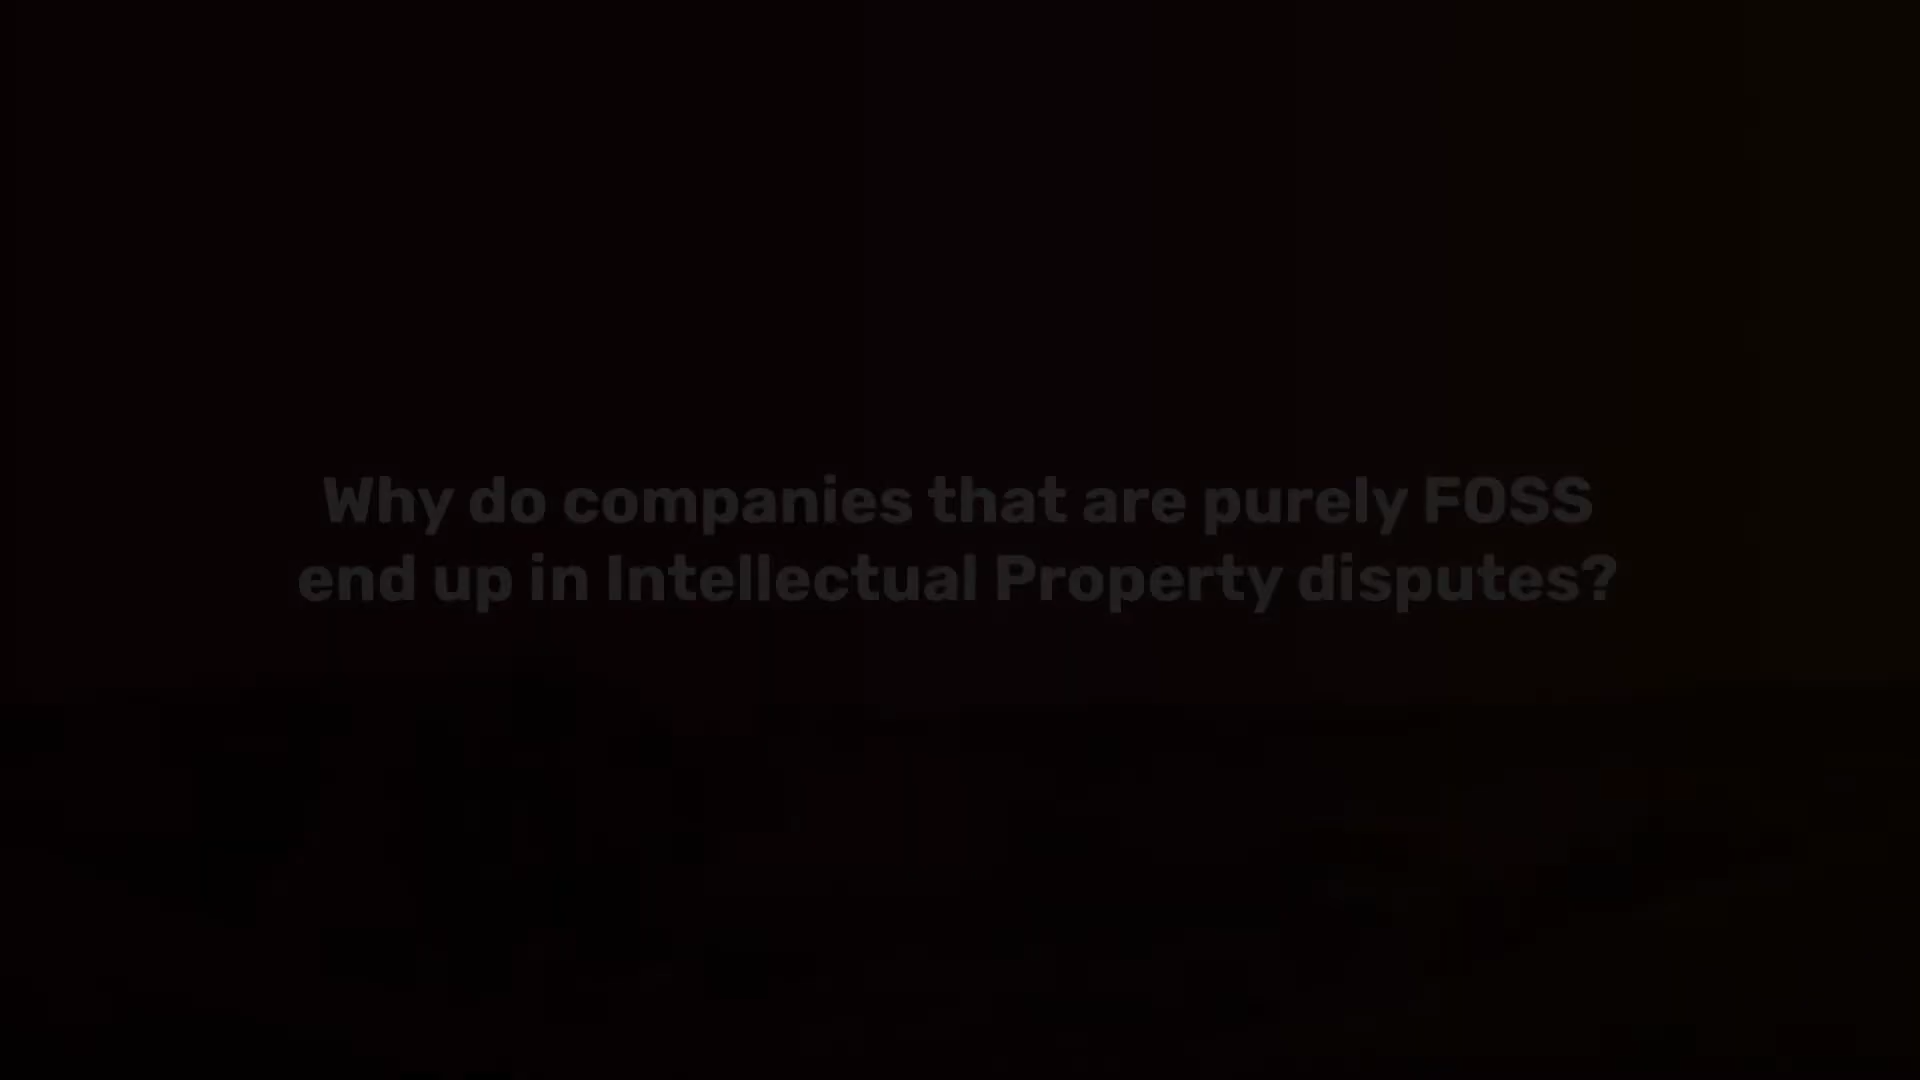 Why do companies that are purely FOSS
end up in Intellectual Property disputes?